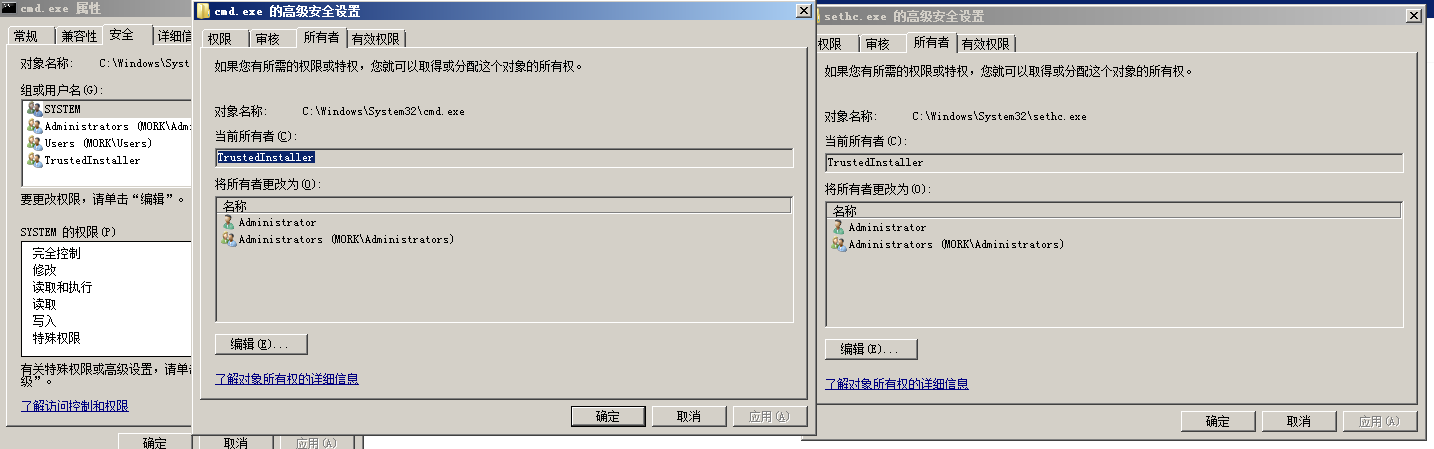 cmd.exe 属性
常规
兼容性
安全
详细信
对象名称:
C:\Windows\Syst
组或用户名(G):
SYSTEM
Administrators (MORK\Adm
Users (MORK\Users)
TrustedInstaller
要更改权限，请单击“编辑”。
SYSTEM 的权限(P)
完全控制
修改
读取和执行
读取
写入
特殊权限
有关特殊权限或高级设置，请单击
级”。
了解访问控制和权限
确定
取消
应用(A)
cmd.exe 的高级安全设置
权限
审核
所有者
有效权限
如果您有所需的权限或特权，您就可以取得或分配这个对象的所有权。
对象名称:
C:\Windows\System32\cmd.exe
当前所有者(C):
TrustedInstaller
将所有者更改为(O):
名称
Administrator
Administrators (MORK\Administrators)
编辑(E)...
了解对象所有权的详细信息
确定
取消
应用(A)
sethc.exe 的高级安全设置
权限
审核
所有者
有效权限
如果您有所需的权限或特权，您就可以取得或分配这个对象的所有权。
对象名称:
C:\Windows\System32\sethc.exe
当前所有者(C):
TrustedInstaller
将所有者更改为(O):
名称
Administrator
Administrators (MORK\Administrators)
编辑(E)...
了解对象所有权的详细信息
确定
取消
应用(A)